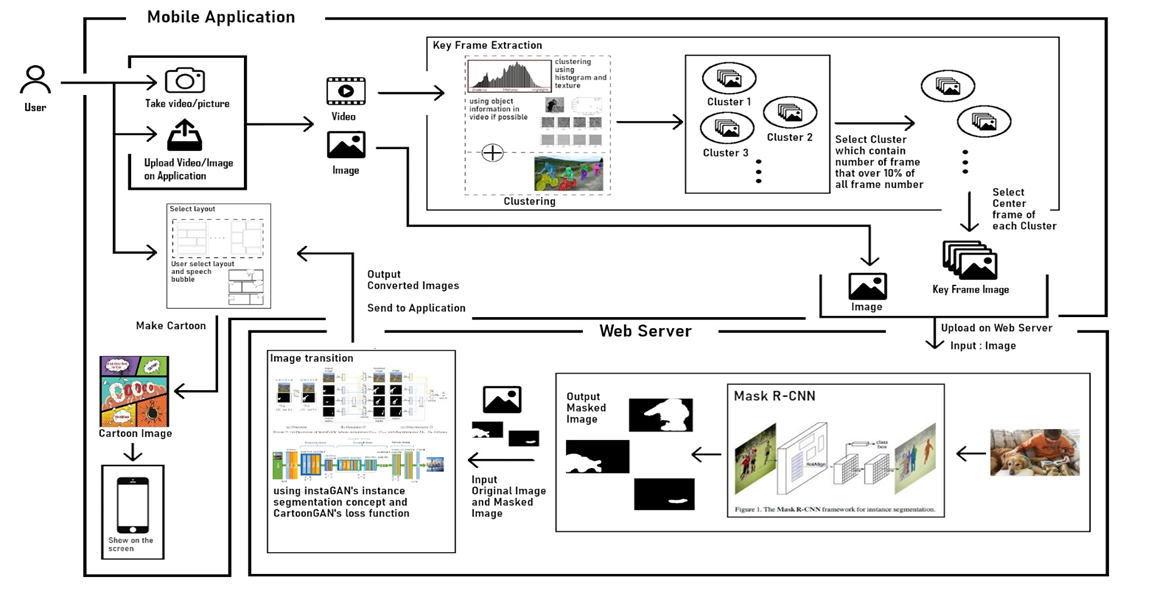 Mobile Application
User
Take video/picture
Upload Video/Image
on Application
Video
Image
Key Frame Extraction
clustering
using
histogram and
texture
using object
information in
video if possible
Clustering
Cluster 1
Cluster 2
Cluster 3
Select Cluster
which contain
number of frame
that over 10% of
all frame number
Select
Center
frame of
each Cluster
Image
Key Frame Image
Select layout
User select layout
and speech
bubble
Output
Converted Images
Send to Application
Make Cartoon
Cartoon Image
Show on the
screen
Web Server
Upload on Web Server
Input : Image
Image transition
using instaGAN's instance
segmentation concept and
CartoonGAN's loss function
Input
Original Image
and Masked
Image
Output
Masked
Image
Mask R-CNN
RoIAlign
class
box
conv
conv
Figure 1. The Mask R-CNN framework for instance segmentation.